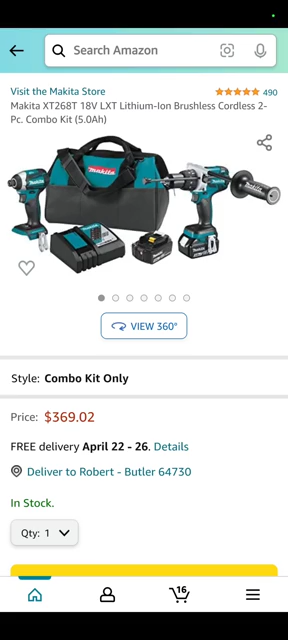 Search Amazon
Visit the Makita Store
490
Makita XT268T 18V LXT Lithium-Ion Brushless Cordless 2-
Pc. Combo Kit (5.0Ah)
makita
VIEW 360°
Style: Combo Kit Only
Price: $369.02
FREE delivery April 22 - 26. Details
Deliver to Robert - Butler 64730
In Stock.
Qty: 1
16